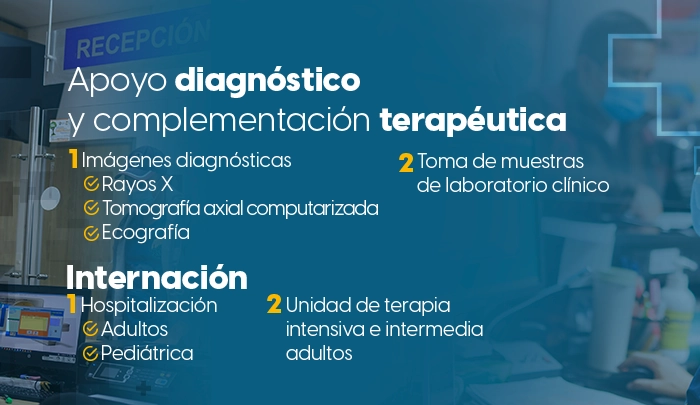 RECEPCIÓN
Apoyo diagnóstico
y complementación terapéutica
1 Imágenes diagnósticas
Rayos X
Tomografía axial computarizada
Ecografía
2 Toma de muestras
de laboratorio clínico
Internación
1 Hospitalización
Adultos
Pediátrica
2 Unidad de terapia
intensiva e intermedia
adultos